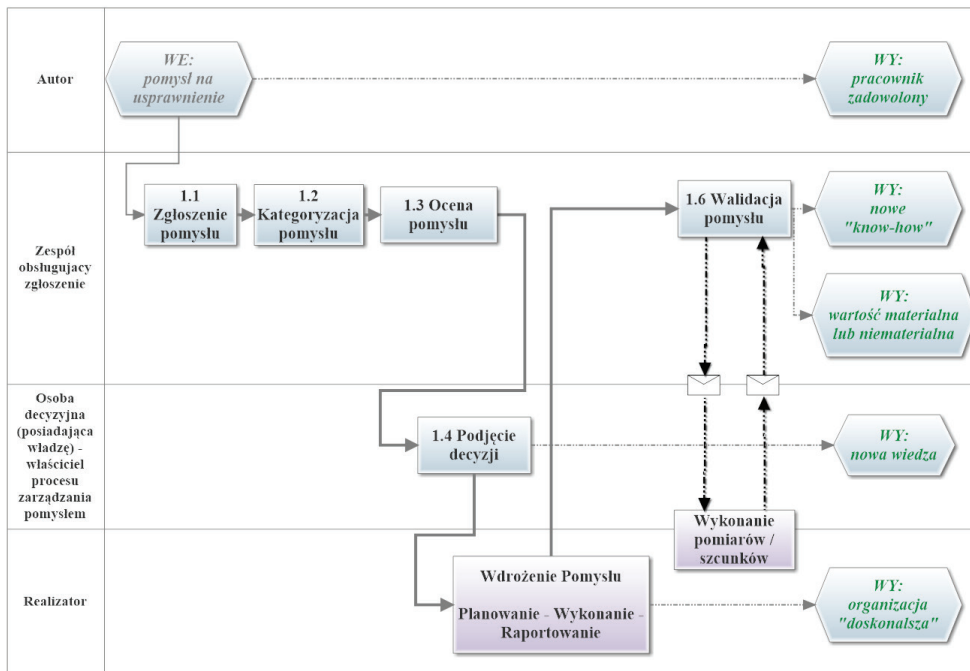 Autor
WE:
pomysł na
usprawnienie
WY:
pracownik
zadowolony
Zespół
obsługujacy
zgłoszenie
1.1
Zgłoszenie
pomysłu
1.2
Kategoryzacja
pomysłu
1.3 Ocena
pomysłu
1.6 Walidacja
pomysłu
WY:
nowe
"know-how"
WY:
wartość materialna
lub niematerialna
Osoba
decyzyjna
(posiadająca
władzę) -
właściciel
procesu
zarządzania
pomysłem
1.4 Podjęcie
decyzji
WY:
nowa wiedza
Wykonanie
pomiarów /
szcunków
Realizator
Wdrożenie Pomysłu
Planowanie - Wykonanie -
Raportowanie
WY:
organizacja
"doskonalsza"